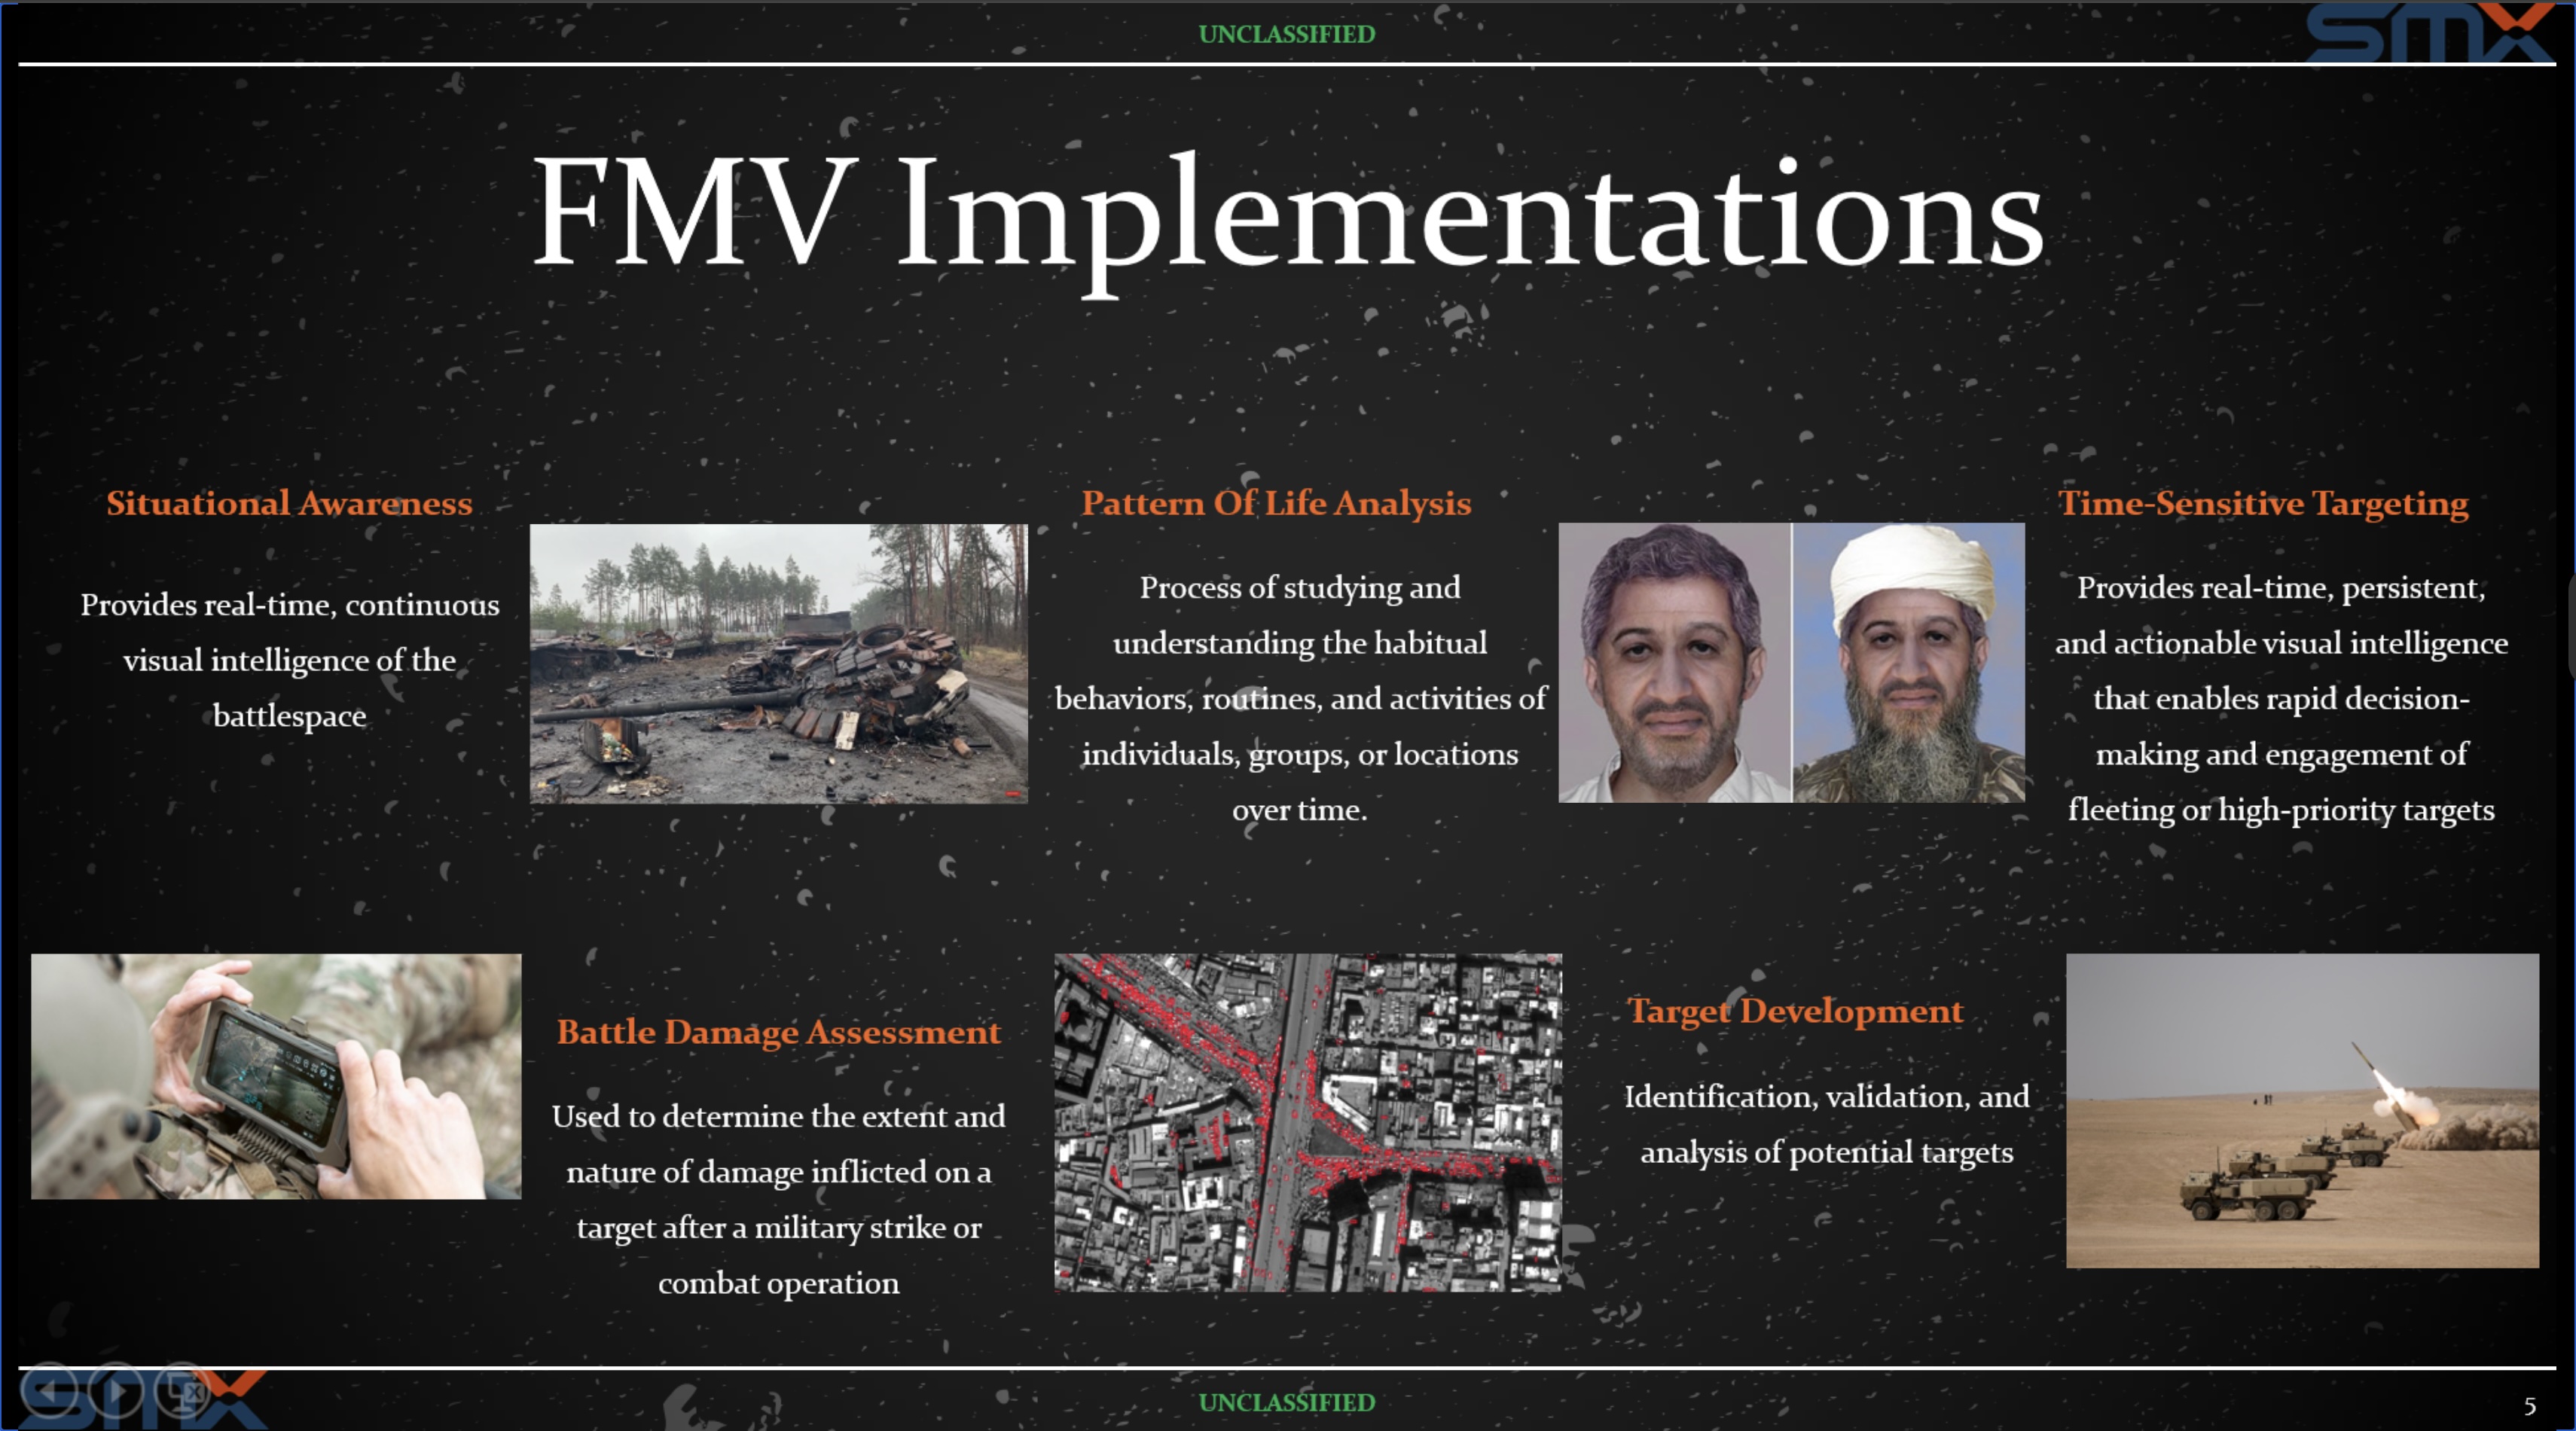 UNCLASSIFIED
smx
FMV Implementations
Situational Awareness
Provides real-time, continuous
visual intelligence of the
battlespace
Pattern Of Life Analysis
Process of studying and
understanding the habitual
behaviors, routines, and activities of
individuals, groups, or locations
over time.
Time-Sensitive Targeting
Provides real-time, persistent,
and actionable visual intelligence
that enables rapid decision-
making and engagement of
fleeting or high-priority targets
Battle Damage Assessment
Used to determine the extent and
nature of damage inflicted on a
target after a military strike or
combat operation
Target Development
Identification, validation, and
analysis of potential targets
smx
UNCLASSIFIED
5